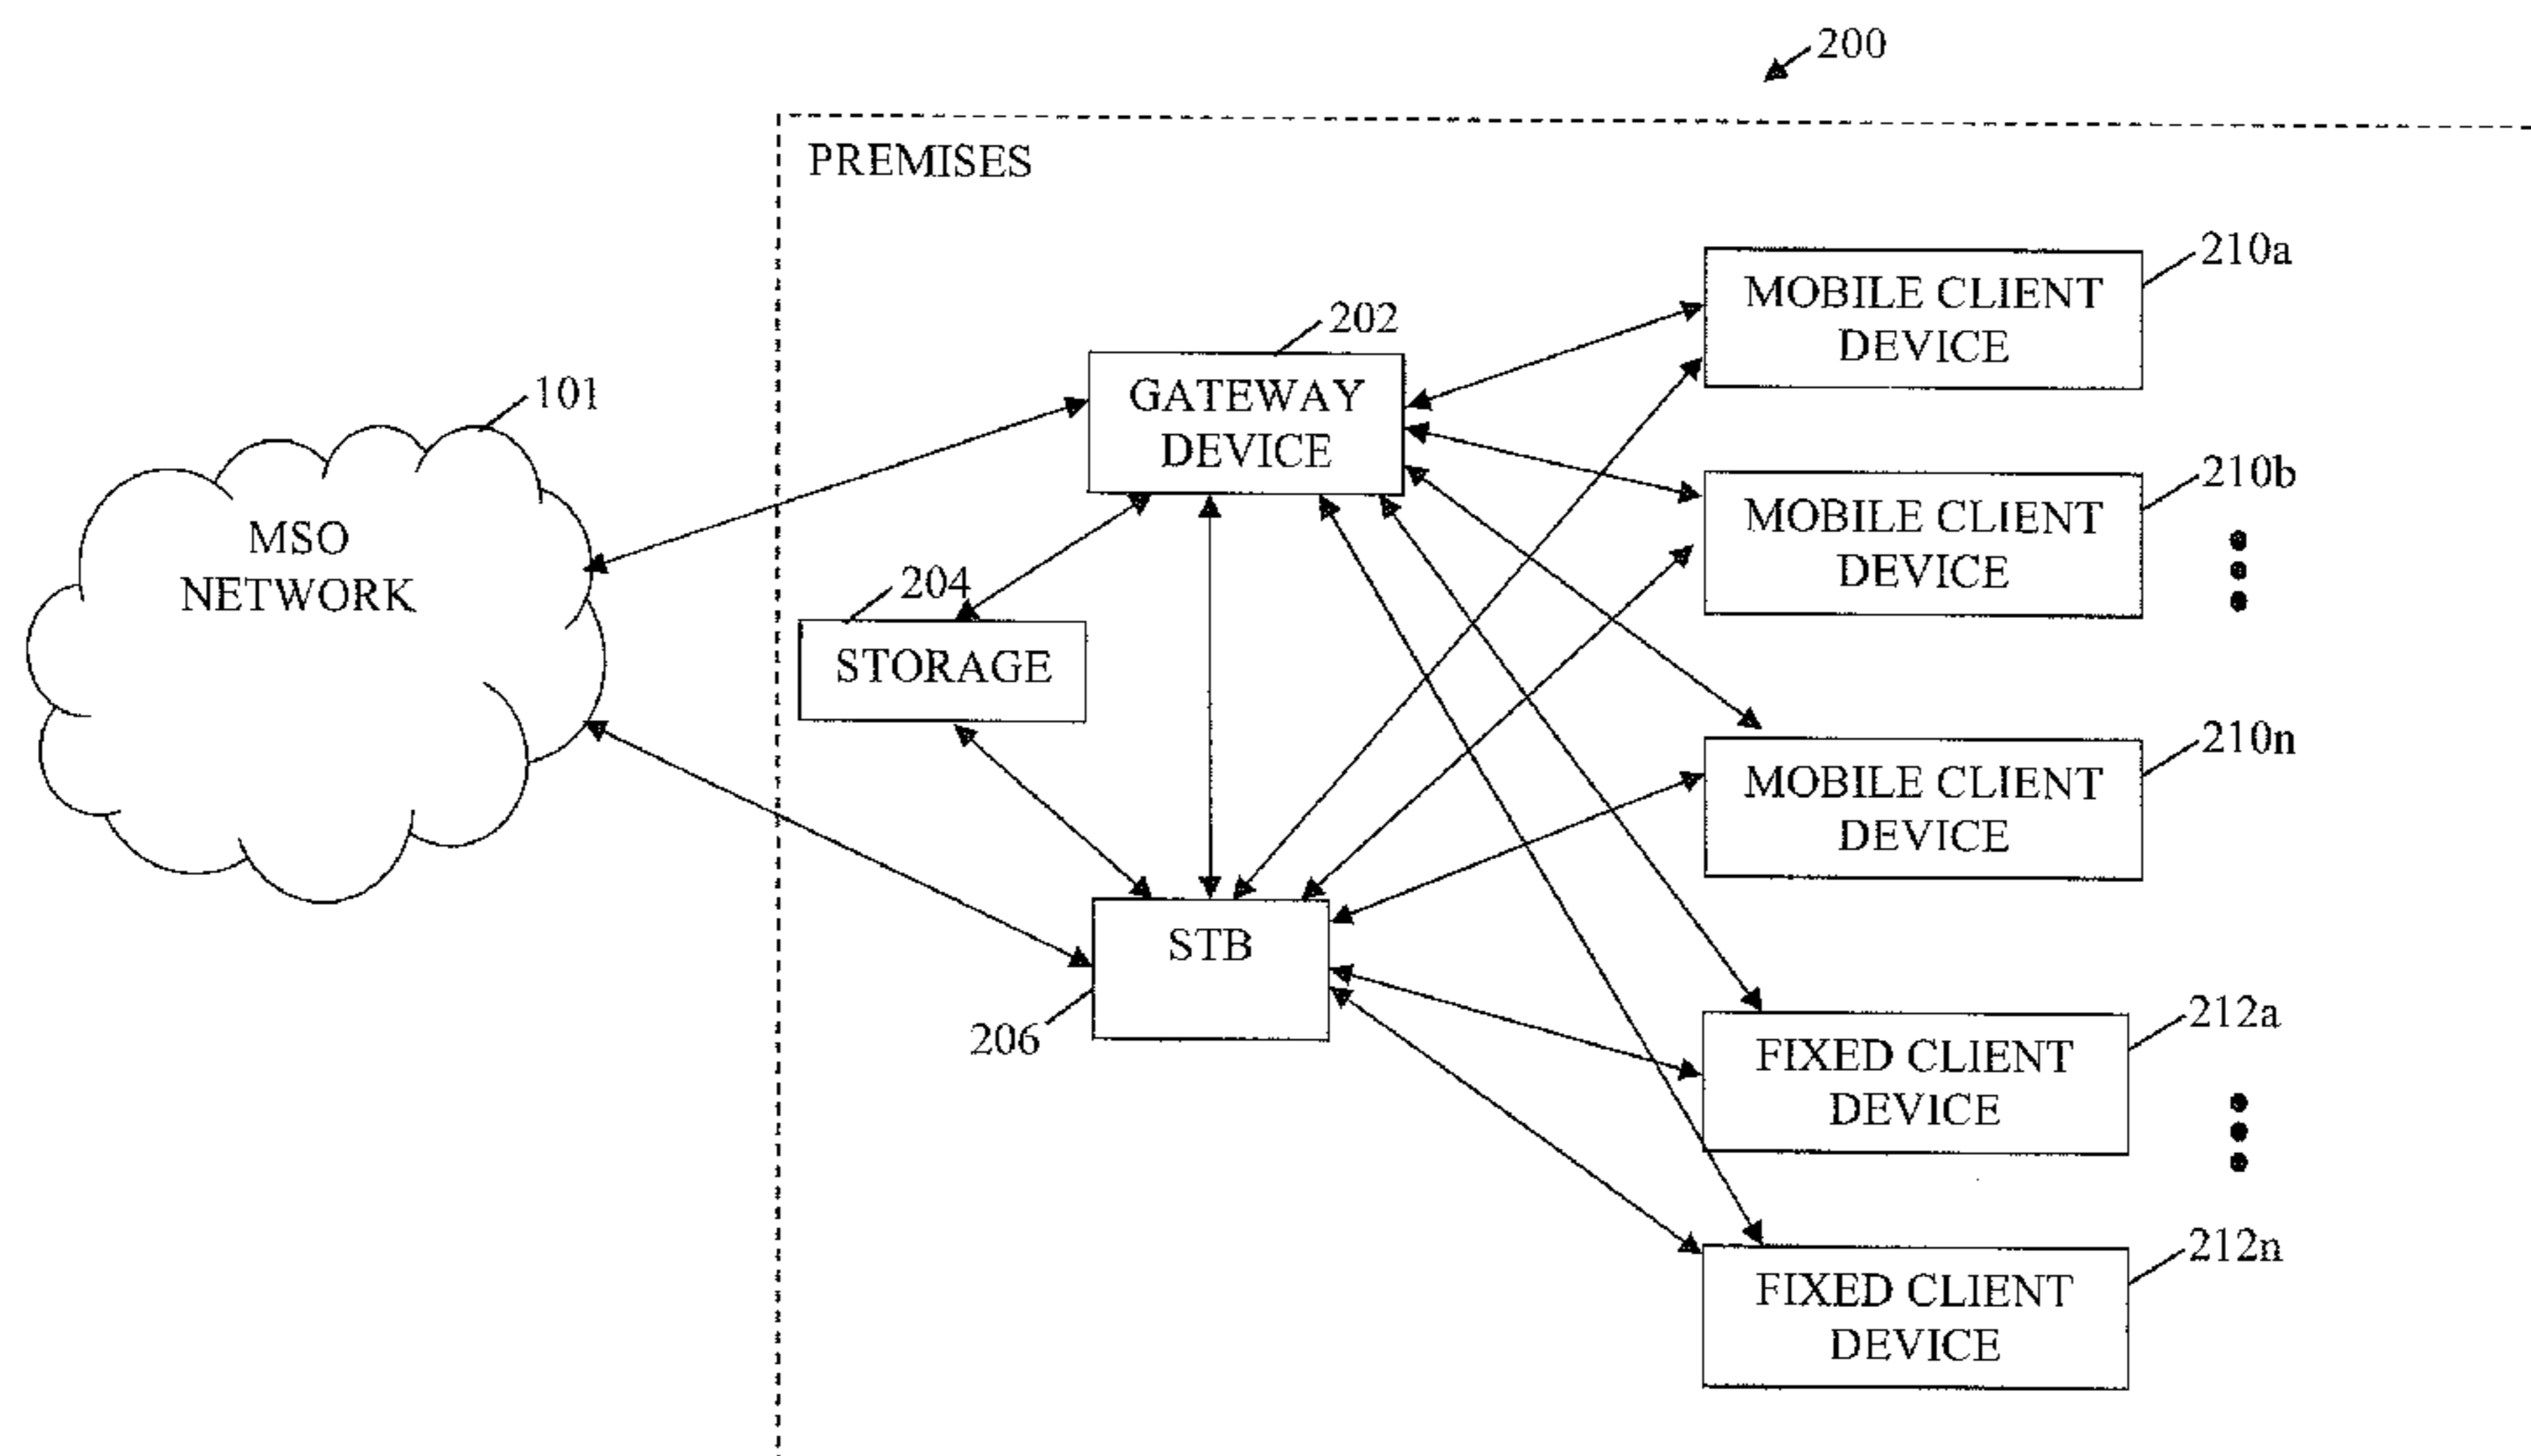 200
PREMISES
210a
MOBILE CLIENT
DEVICE
202
GATEWAY
DEVICE
101
MSO
NETWORK
210b
MOBILE CLIENT
DEVICE
204
STORAGE
210n
MOBILE CLIENT
DEVICE
STB
206
212a
FIXED CLIENT
DEVICE
212n
FIXED CLIENT
DEVICE